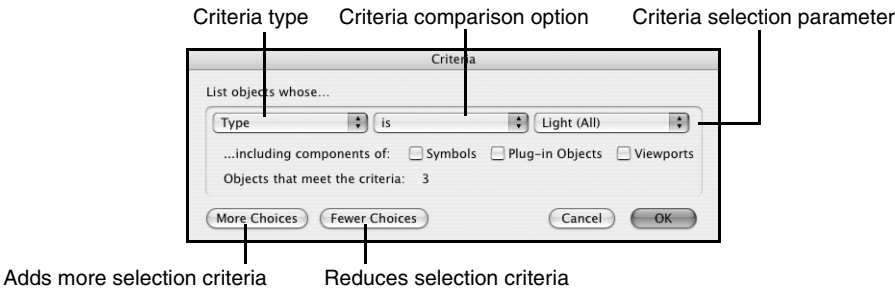 Criteria type Criteria comparison option Criteria selection parameter
Criteria
List objects whose...
Type is Light (All)
...including components of: Symbols Plug-in Objects Viewports
Objects that meet the criteria: 3
More Choices Fewer Choices Cancel OK
Adds more selection criteria Reduces selection criteria